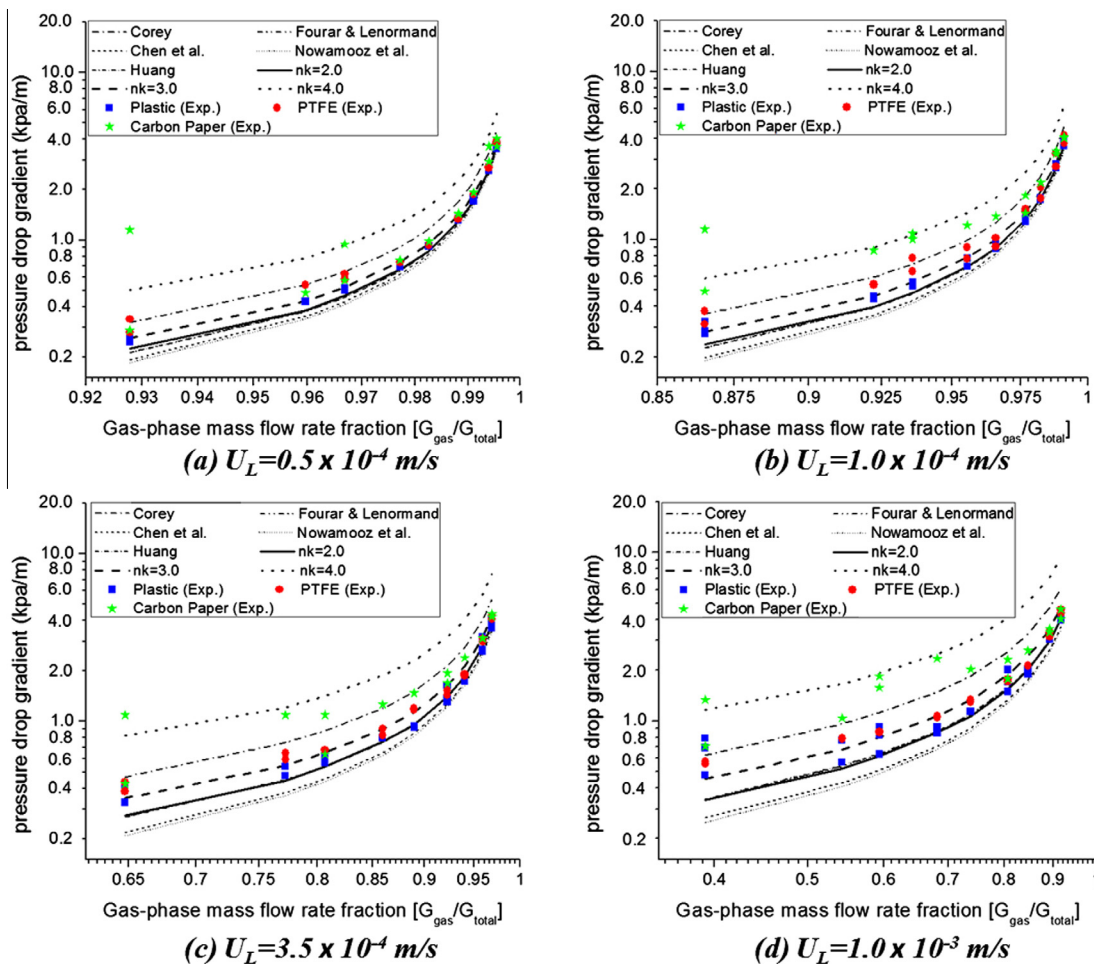 20.0
10.0
8.0
6.0
4.0
2.0
1.0
0.8
0.6
0.4
0.2
pressure drop gradient (kpa/m)
Corey Fourar & Lenormand
Chen et al. Nowamooz et al.
Huang nk=2.0
nk=3.0 nk=4.0
Plastic (Exp.) PTFE (Exp.)
Carbon Paper (Exp.)
0.92 0.93 0.94 0.95 0.96 0.97 0.98 0.99 1
Gas-phase mass flow rate fraction [Ggas/Gtotal]
(a) UL=0.5 x 10-4 m/s
20.0
10.0
8.0
6.0
4.0
2.0
1.0
0.8
0.6
0.4
0.2
pressure drop gradient (kpa/m)
Corey Fourar & Lenormand
Chen et al. Nowamooz et al.
Huang nk=2.0
nk=3.0 nk=4.0
Plastic (Exp.) PTFE (Exp.)
Carbon Paper (Exp.)
0.85 0.875 0.9 0.925 0.95 0.975 1
Gas-phase mass flow rate fraction [Ggas/Gtotal]
(b) UL=1.0 x 10-4 m/s
20.0
10.0
8.0
6.0
4.0
2.0
1.0
0.8
0.6
0.4
0.2
pressure drop gradient (kpa/m)
Corey Fourar & Lenormand
Chen et al. Nowamooz et al.
Huang nk=2.0
nk=3.0 nk=4.0
Plastic (Exp.) PTFE (Exp.)
Carbon Paper (Exp.)
0.65 0.7 0.75 0.8 0.85 0.9 0.95 1
Gas-phase mass flow rate fraction [Ggas/Gtotal]
(c) UL=3.5 x 10-4 m/s
20.0
10.0
8.0
6.0
4.0
2.0
1.0
0.8
0.6
0.4
0.2
pressure drop gradient (kpa/m)
Corey Fourar & Lenormand
Chen et al. Nowamooz et al.
Huang nk=2.0
nk=3.0 nk=4.0
Plastic (Exp.) PTFE (Exp.)
Carbon Paper (Exp.)
0.4 0.5 0.6 0.7 0.8 0.9 1
Gas-phase mass flow rate fraction [Ggas/Gtotal]
(d) UL=1.0 x 10-3 m/s